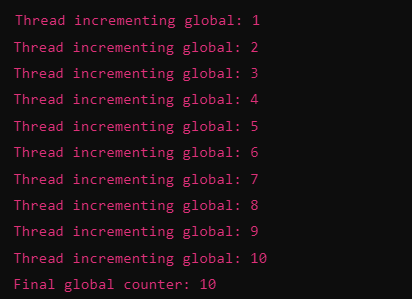 Thread incrementing global: 1
Thread incrementing global: 2
Thread incrementing global: 3
Thread incrementing global: 4
Thread incrementing global: 5
Thread incrementing global: 6
Thread incrementing global: 7
Thread incrementing global: 8
Thread incrementing global: 9
Thread incrementing global: 10
Final global counter: 10